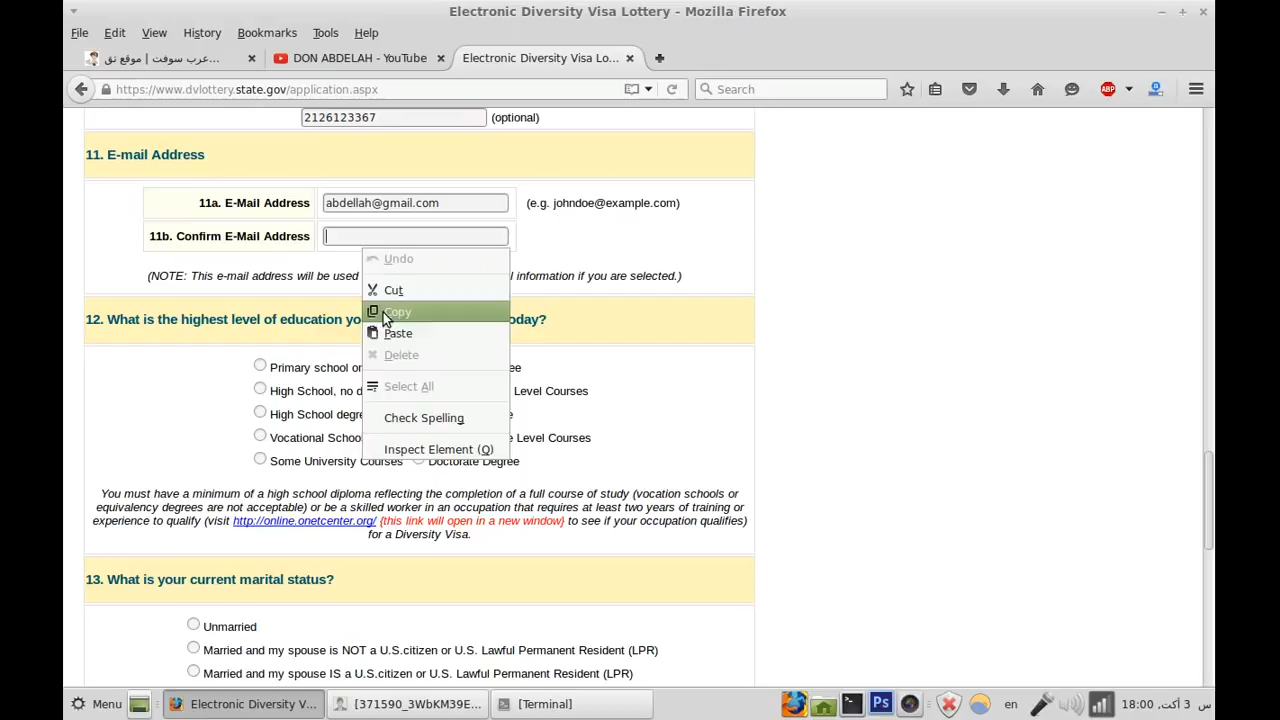 Electronic Diversity Visa Lottery - Mozilla Firefox
File Edit View History Bookmarks Tools Help
عرب سوفت | موقع تق...
DON ABDELAH - YouTube
Electronic Diversity Visa Lo...
https://www.dvlottery.state.gov/application.aspx
Search
ABP
2126123367 (optional)
11. E-mail Address
11a. E-Mail Address abdellah@gmail.com (e.g. johndoe@example.com)
11b. Confirm E-Mail Address
(NOTE: This e-mail address will be used l information if you are selected.)
Undo
Cut
Copy
Paste
Delete
Select All
Check Spelling
Inspect Element (Q)
12. What is the highest level of education yo oday?
Primary school or ee
High School, no d Level Courses
High School degre e
Vocational Schoo e Level Courses
Some University Courses Doctorate Degree
You must have a minimum of a high school diploma reflecting the completion of a full course of study (vocation schools or
equivalency degrees are not acceptable) or be a skilled worker in an occupation that requires at least two years of training or
experience to qualify (visit http://online.onetcenter.org/ {this link will open in a new window} to see if your occupation qualifies)
for a Diversity Visa.
13. What is your current marital status?
Unmarried
Married and my spouse is NOT a U.S.citizen or U.S. Lawful Permanent Resident (LPR)
Married and my spouse IS a U.S.citizen or U.S. Lawful Permanent Resident (LPR)
Menu
Electronic Diversity V...
[371590_3WbKM39E...
[Terminal]
Ps
en
س 3 أكت, 18:00